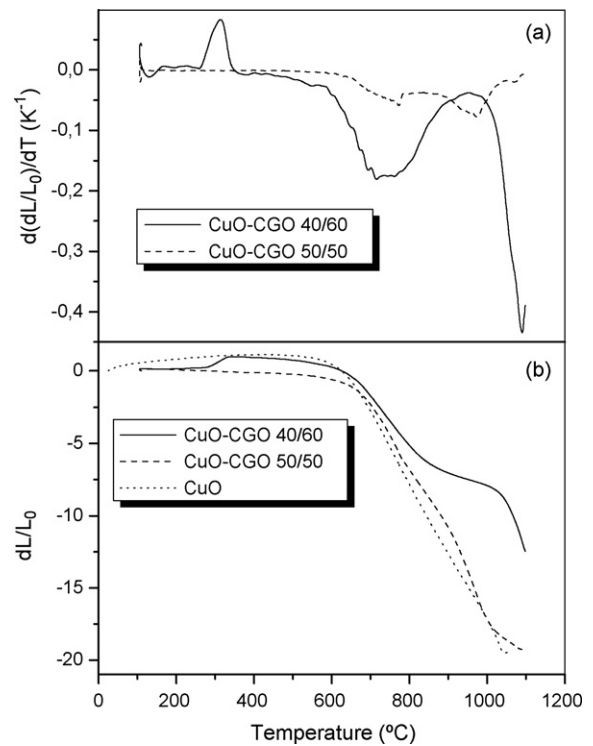 (a)
0,0
-0,1
-0,2
-0,3
-0,4
d(dL/L0)/dT (K-1)
CuO-CGO 40/60
CuO-CGO 50/50
(b)
0
-5
-10
-15
-20
dL/L0
CuO-CGO 40/60
CuO-CGO 50/50
CuO
0 200 400 600 800 1000 1200
Temperature (ºC)